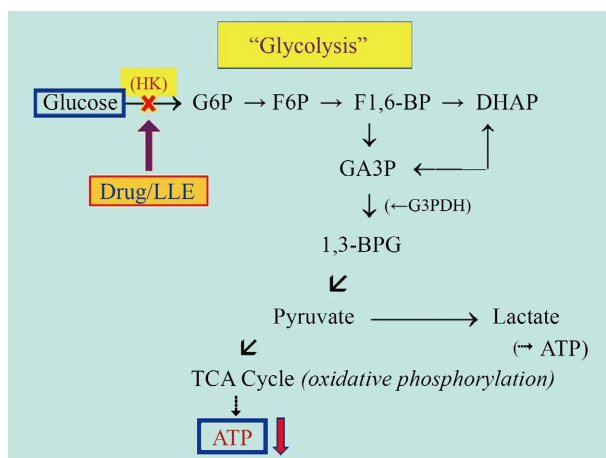 “Glycolysis”
(HK)
Glucose → G6P → F6P → F1,6-BP → DHAP
GA3P
Drug/LLE
(←G3PDH)
1,3-BPG
Pyruvate → Lactate
(⇢ ATP)
TCA Cycle (oxidative phosphorylation)
ATP